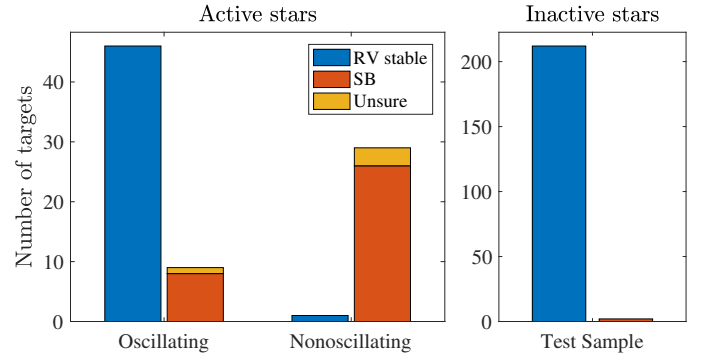 Active stars
Inactive stars
RV stable
SB
Unsure
Number of targets
40
30
20
10
0
200
150
100
50
0
Oscillating
Nonoscillating
Test Sample